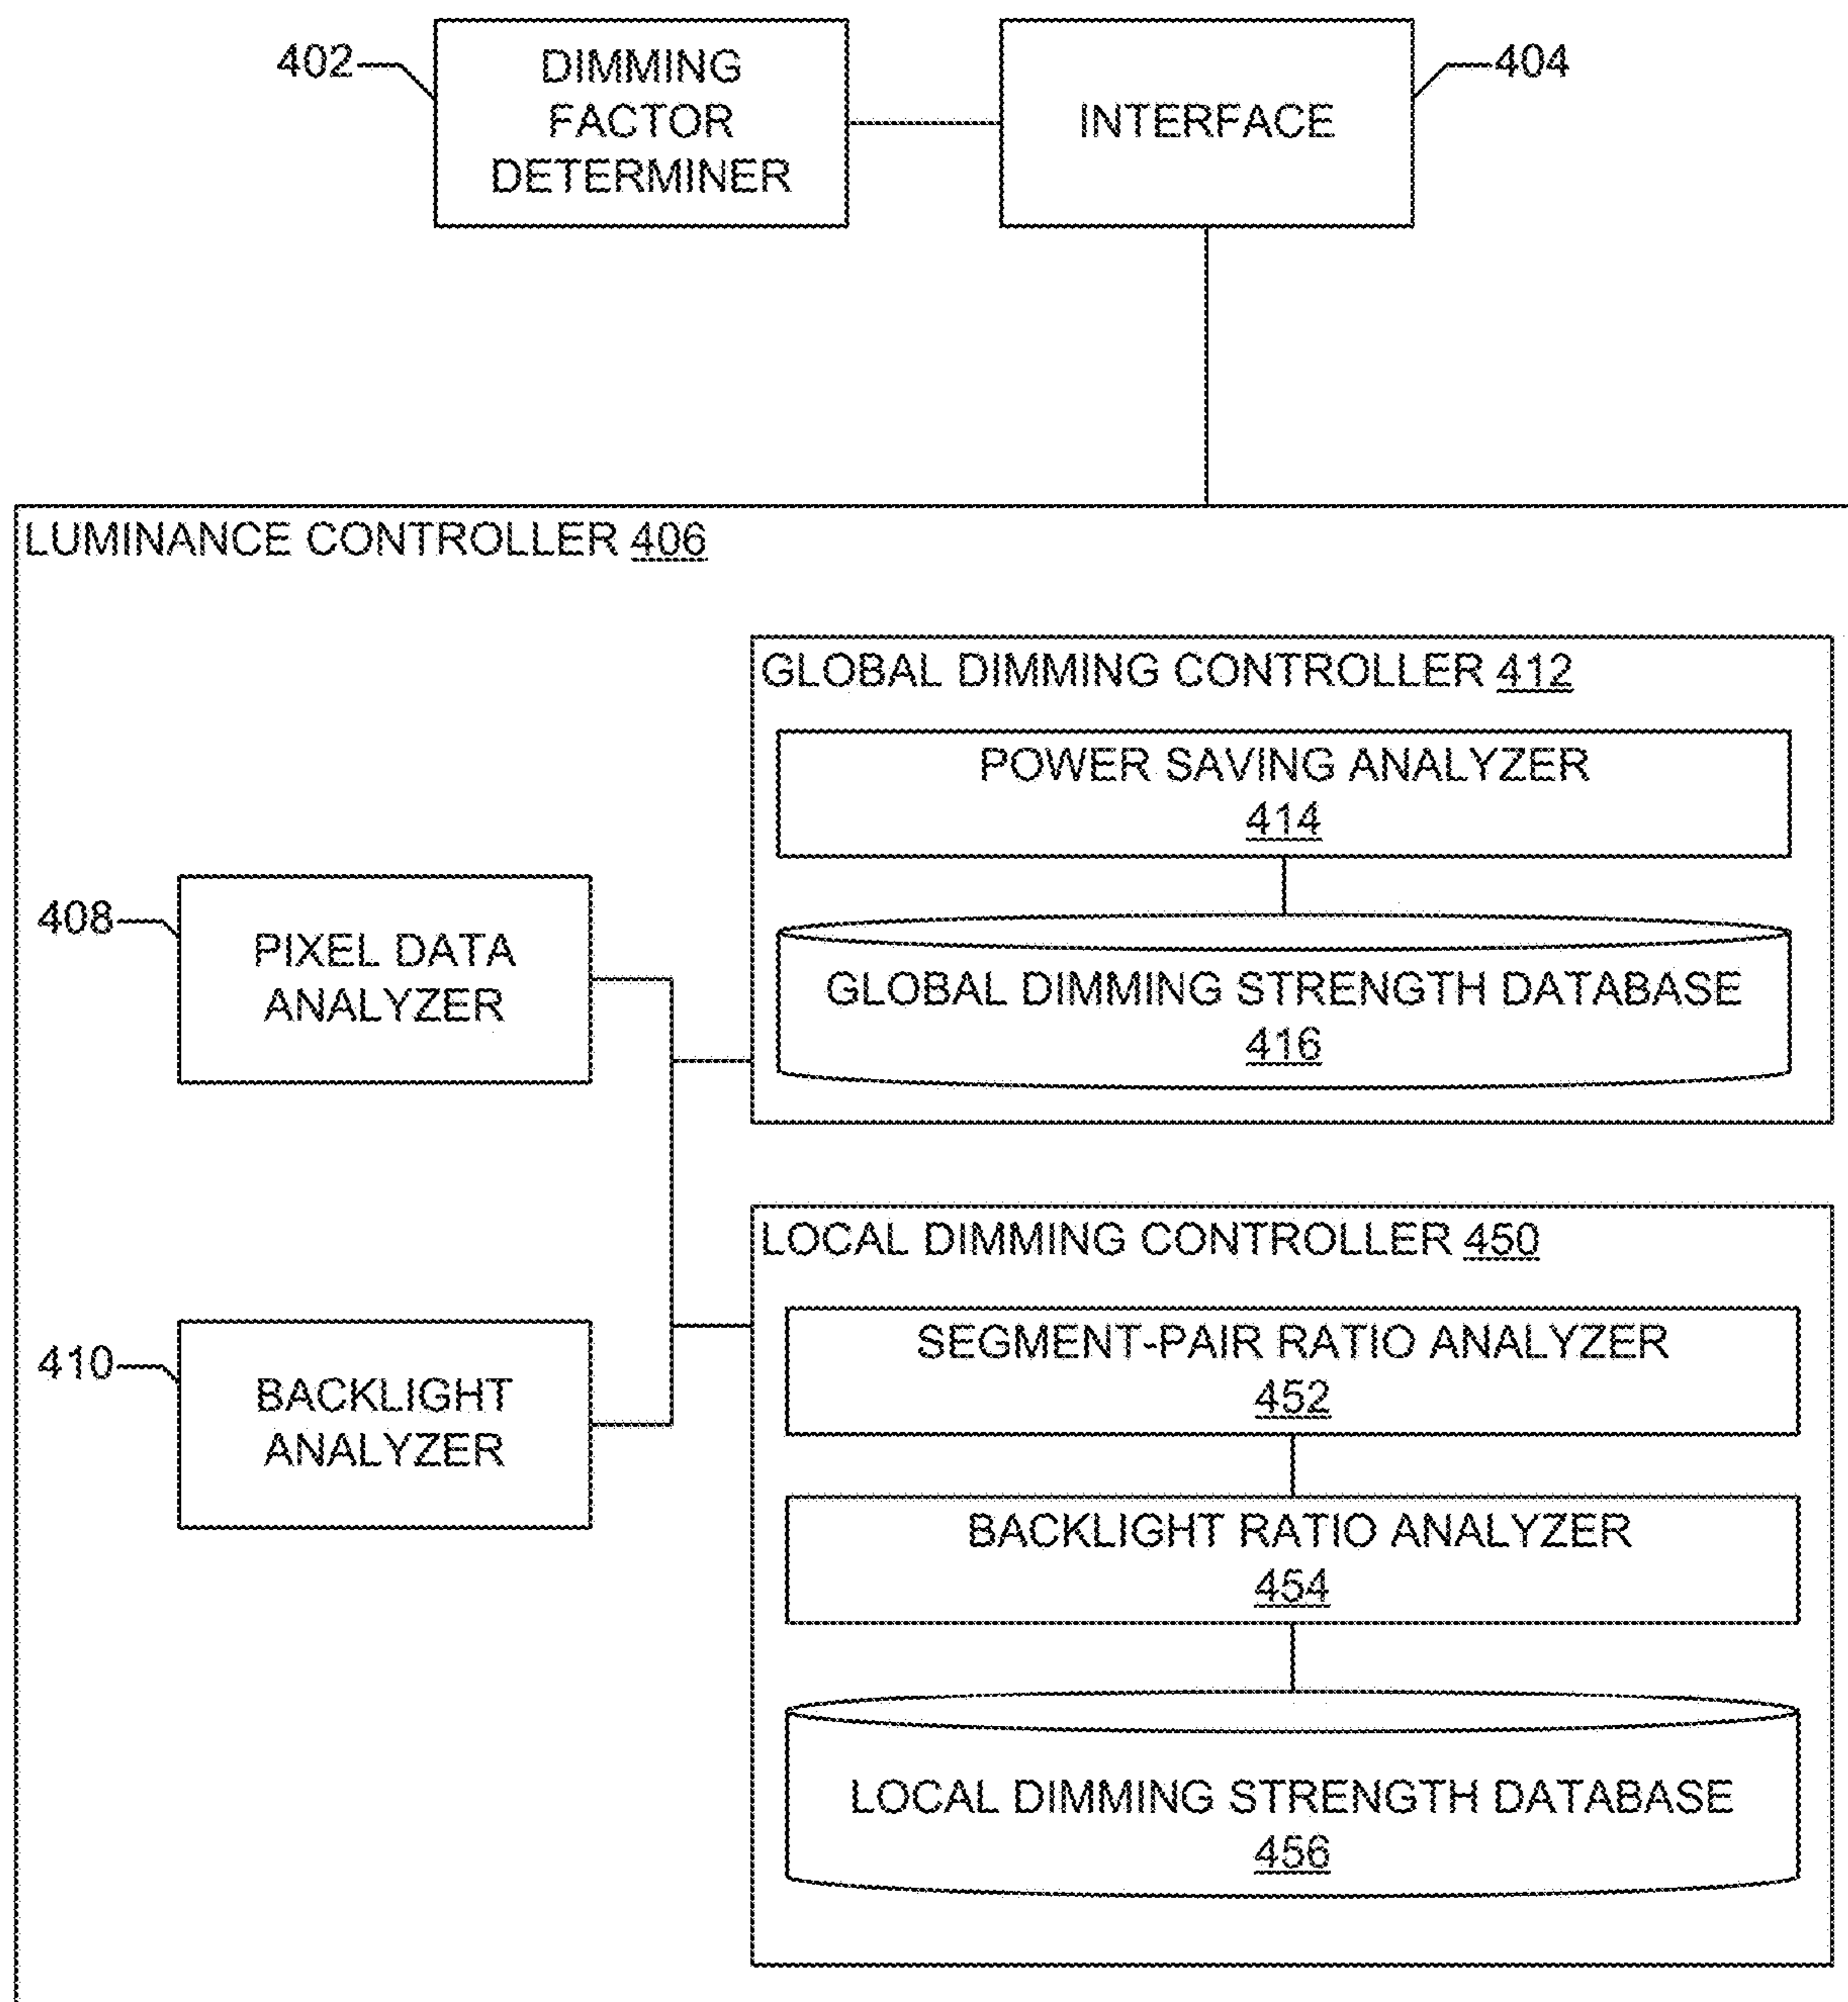 402
DIMMING
FACTOR
DETERMINER
INTERFACE
404
LUMINANCE CONTROLLER 406
GLOBAL DIMMING CONTROLLER 412
POWER SAVING ANALYZER
414
GLOBAL DIMMING STRENGTH DATABASE
416
408
PIXEL DATA
ANALYZER
410
BACKLIGHT
ANALYZER
LOCAL DIMMING CONTROLLER 450
SEGMENT-PAIR RATIO ANALYZER
452
BACKLIGHT RATIO ANALYZER
454
LOCAL DIMMING STRENGTH DATABASE
456